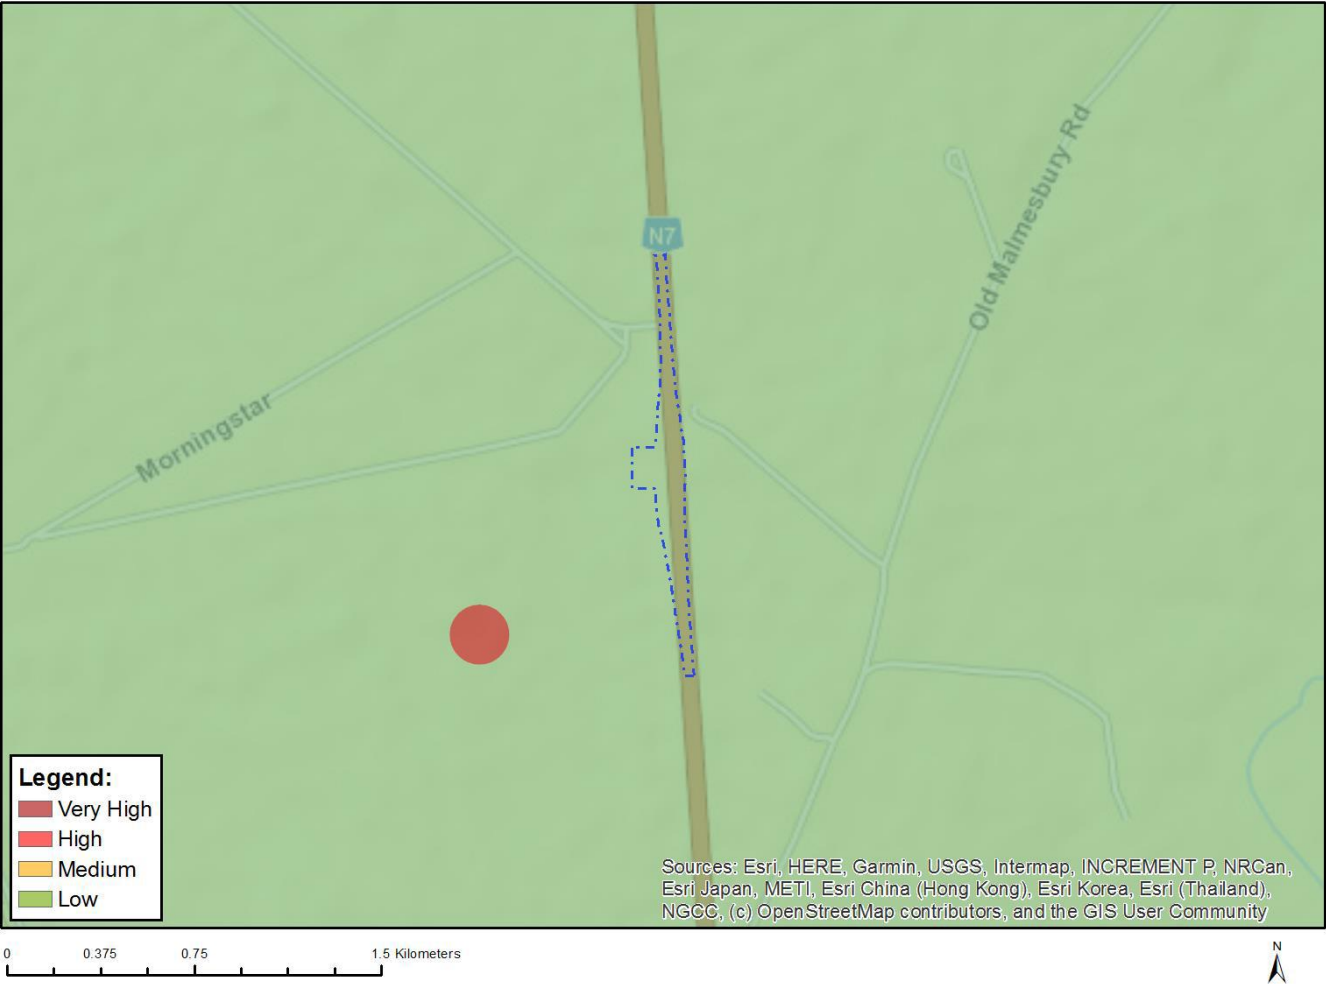 N7
Old Malmesbury Rd
Morningstar
Legend:
Very High
High
Medium
Low
Sources: Esri, HERE, Garmin, USGS, Intermap, INCREMENT P, NRCan,
Esri Japan, METI, Esri China (Hong Kong), Esri Korea, Esri (Thailand),
NGCC, (c) OpenStreetMap contributors, and the GIS User Community
0 0.375 0.75 1.5 Kilometers
N